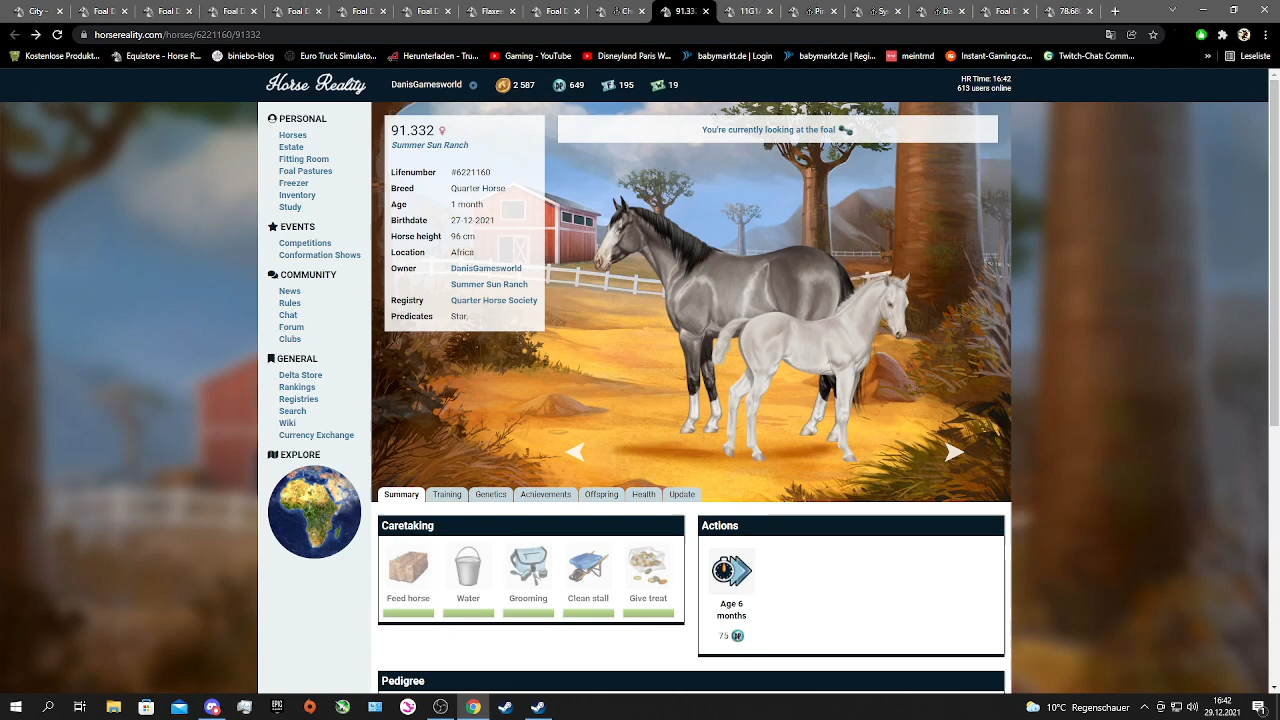 horsereality.com/horses/6221160/91332
Kostenlose Produkbo...
Equistore - Horse...
biniebo-blog
Euro Truck Simulato...
Herunterladen - Tru...
Gaming - YouTube
Disneyland Paris W...
babymarkt.de | Login
babymarkt.de | Regi...
meintrnd
Instant-Gaming.co...
Twitch-Chat: Comm...
»
Leseliste
Horse Reality
DanisGamesworld
2 587
649
195
19
HR Time: 16:42
613 users online
PERSONAL
Horses
Estate
Fitting Room
Foal Pastures
Freezer
Inventory
Study
EVENTS
Competitions
Conformation Shows
COMMUNITY
News
Rules
Chat
Forum
Clubs
GENERAL
Delta Store
Rankings
Registries
Search
Wiki
Currency Exchange
EXPLORE
91.332 ♀
Summer Sun Ranch
Lifenumber #6221160
Breed Quarter Horse
Age 1 month
Birthdate 27-12-2021
Horse height 96 cm
Location Africa
Owner DanisGamesworld
Summer Sun Ranch
Registry Quarter Horse Society
Predicates Star,
You're currently looking at the foal
Summary Training Genetics Achievements Offspring Health Update
Caretaking
Feed horse Water Grooming Clean stall Give treat
Actions
Age 6
months
75
Pedigree
EPIC
10°C Regenschauer
16:42
29.12.2021